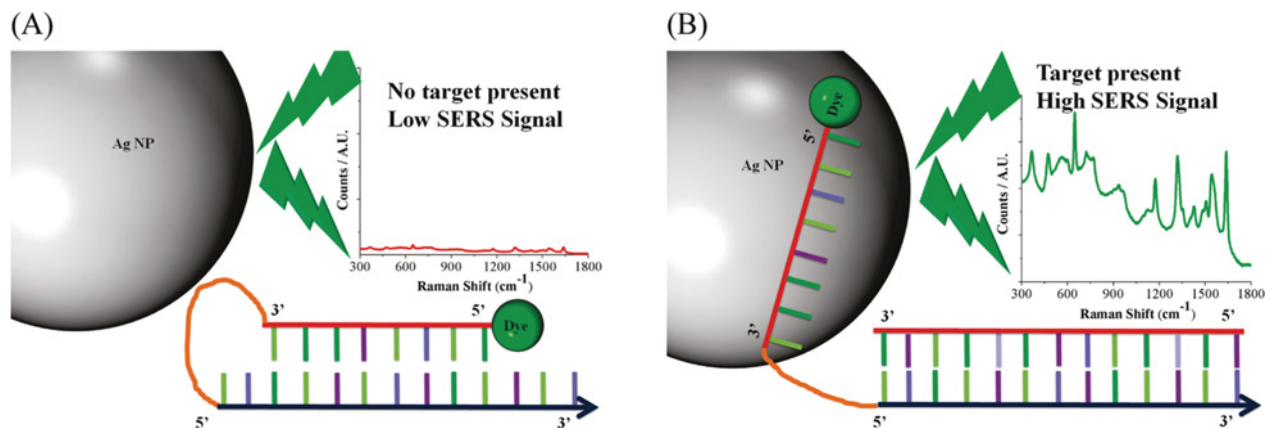 (A)
Ag NP
No target present
Low SERS Signal
Counts / A.U.
300 600 900 1200 1500 1800
Raman Shift (cm-1)
3’ 5’
Dye
5’ 3’
(B)
Dye
5’
Ag NP
3’
Target present
High SERS Signal
Counts / A.U.
300 600 900 1200 1500 1800
Raman Shift (cm-1)
3’ 5’
5’ 3’